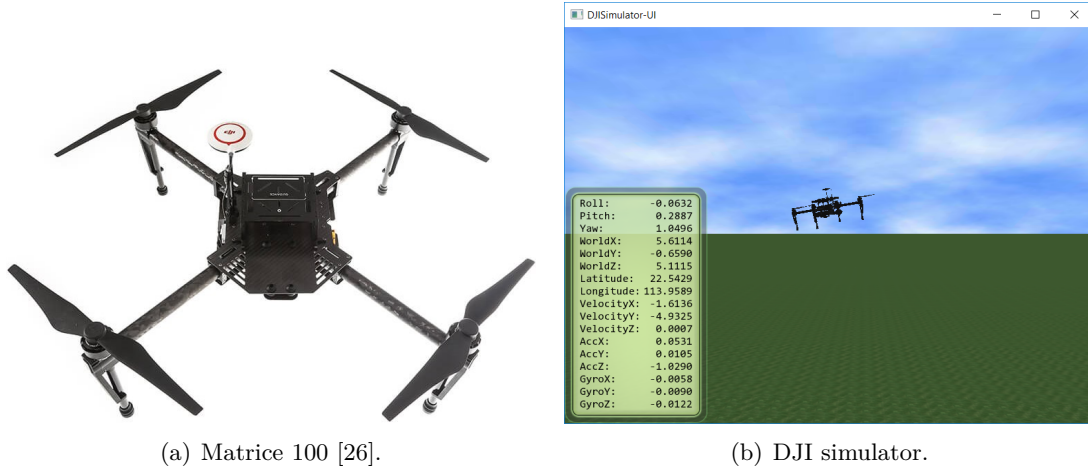 DJISimulator-UI
dji
Roll: -0.0632
Pitch: 0.2887
Yaw: 1.0496
WorldX: 5.6114
WorldY: -0.6590
WorldZ: 5.1115
Latitude: 22.5429
Longitude: 113.9589
VelocityX: -1.6136
VelocityY: -4.9325
VelocityZ: 0.0007
AccX: 0.0531
AccY: 0.0105
AccZ: -1.0290
GyroX: -0.0058
GyroY: -0.0090
GyroZ: -0.0122
(a) Matrice 100 [26].
(b) DJI simulator.